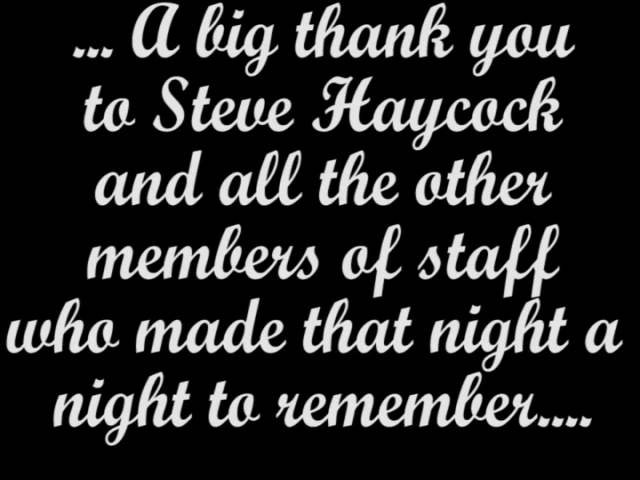 ... A big thank you
to Steve Haycock
and all the other
members of staff
who made that night a
night to remember....